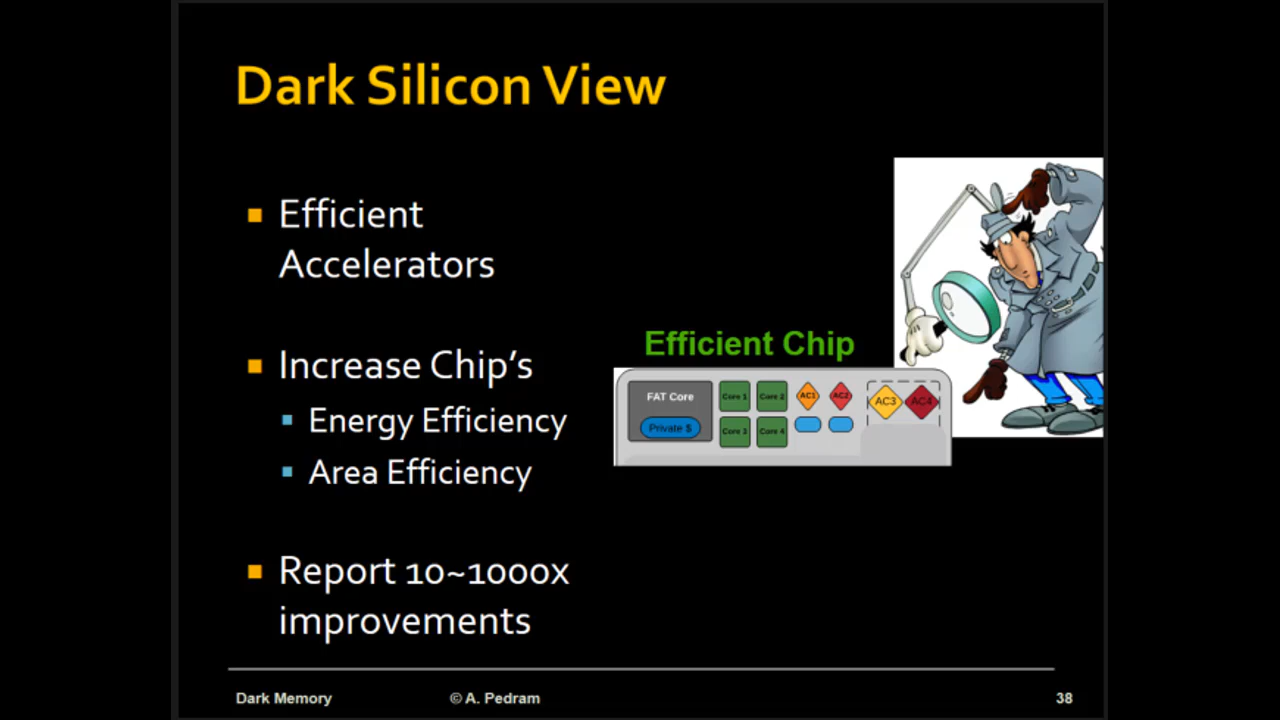 Dark Silicon View
Efficient
Accelerators
Increase Chip's
Energy Efficiency
Area Efficiency
Report 10~1000x
improvements
Efficient Chip
FAT Core
Private $
Core 1
Core 2
Core 3
Core 4
AC1
AC2
AC3
AC4
Dark Memory
© A. Pedram
38